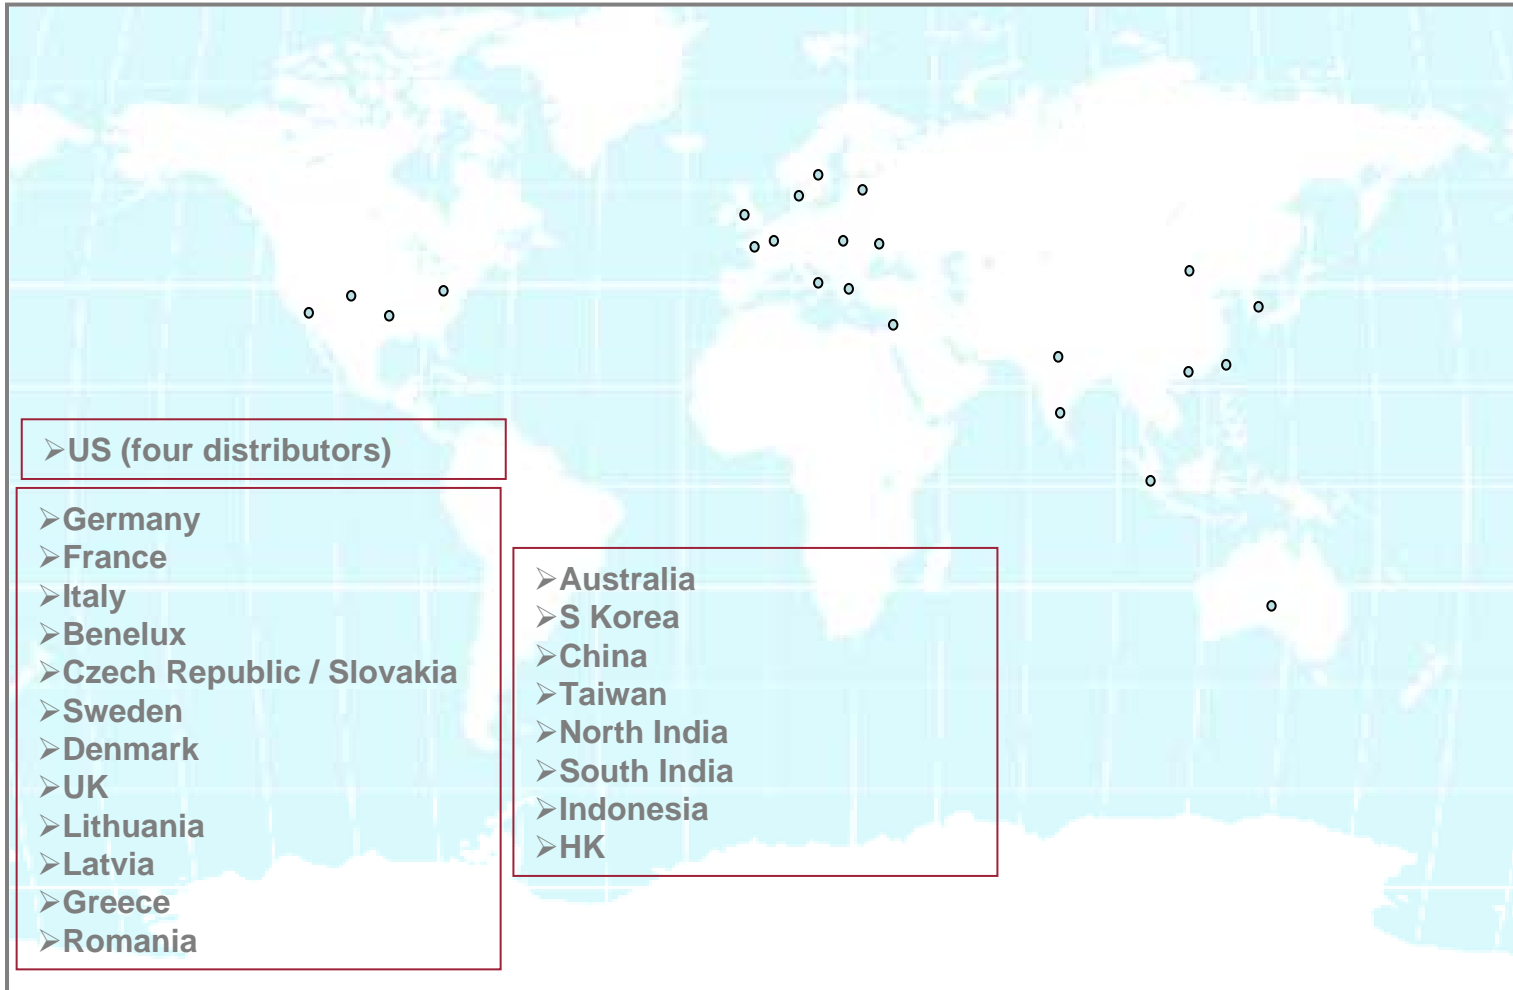 ➢US (four distributors)
➢Germany
➢France
➢Italy
➢Benelux
➢Czech Republic / Slovakia
➢Sweden
➢Denmark
➢UK
➢Lithuania
➢Latvia
➢Greece
➢Romania
➢Australia
➢S Korea
➢China
➢Taiwan
➢North India
➢South India
➢Indonesia
➢HK